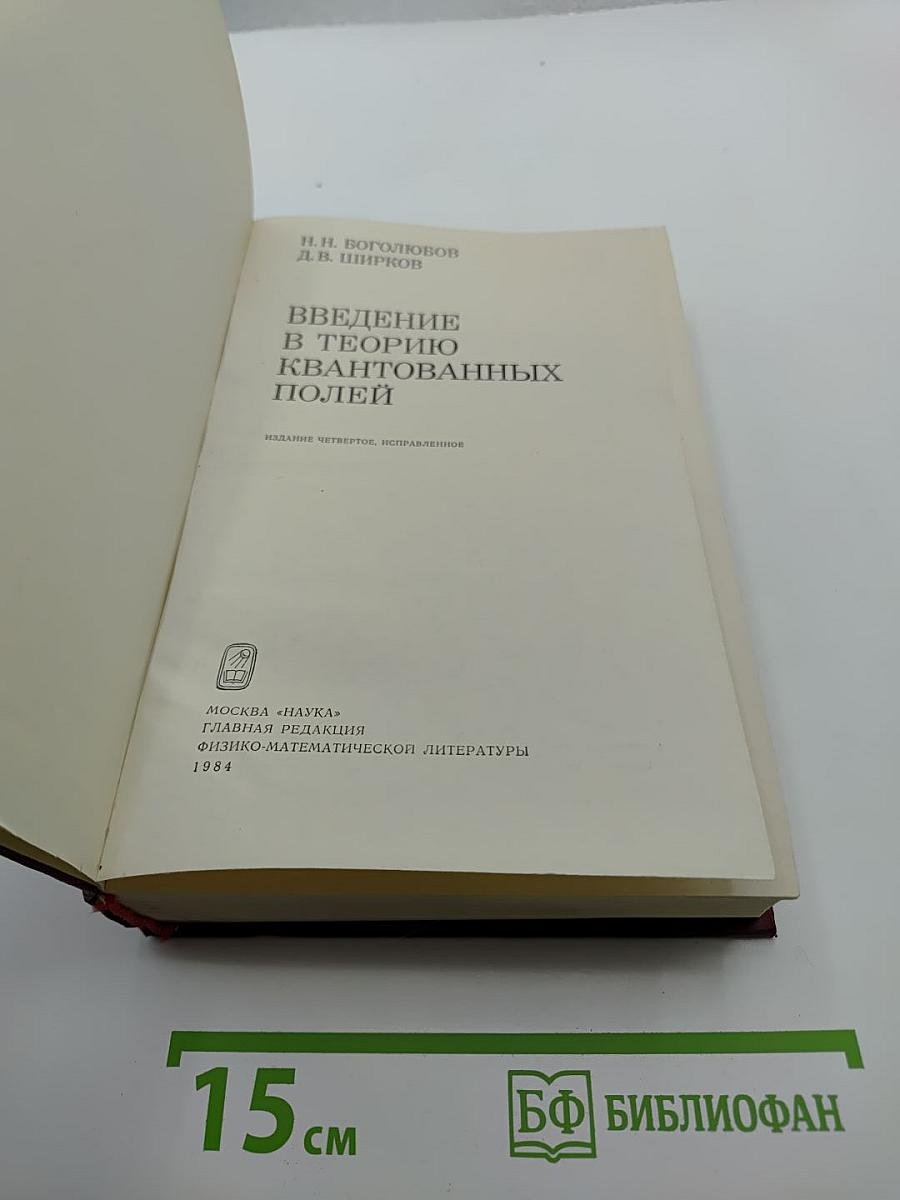 Н. Н. БОГОЛЮБОВ
Д. В. ШИРКОВ
ВВЕДЕНИЕ
В ТЕОРИЮ
КВАНТОВАННЫХ
ПОЛЕЙ
ИЗДАНИЕ ЧЕТВЕРТОЕ, ИСПРАВЛЕННОЕ
МОСКВА «НАУКА»
ГЛАВНАЯ РЕДАКЦИЯ
ФИЗИКО-МАТЕМАТИЧЕСКОЙ ЛИТЕРАТУРЫ
1984
15 см
БФ БИБЛИОФАН